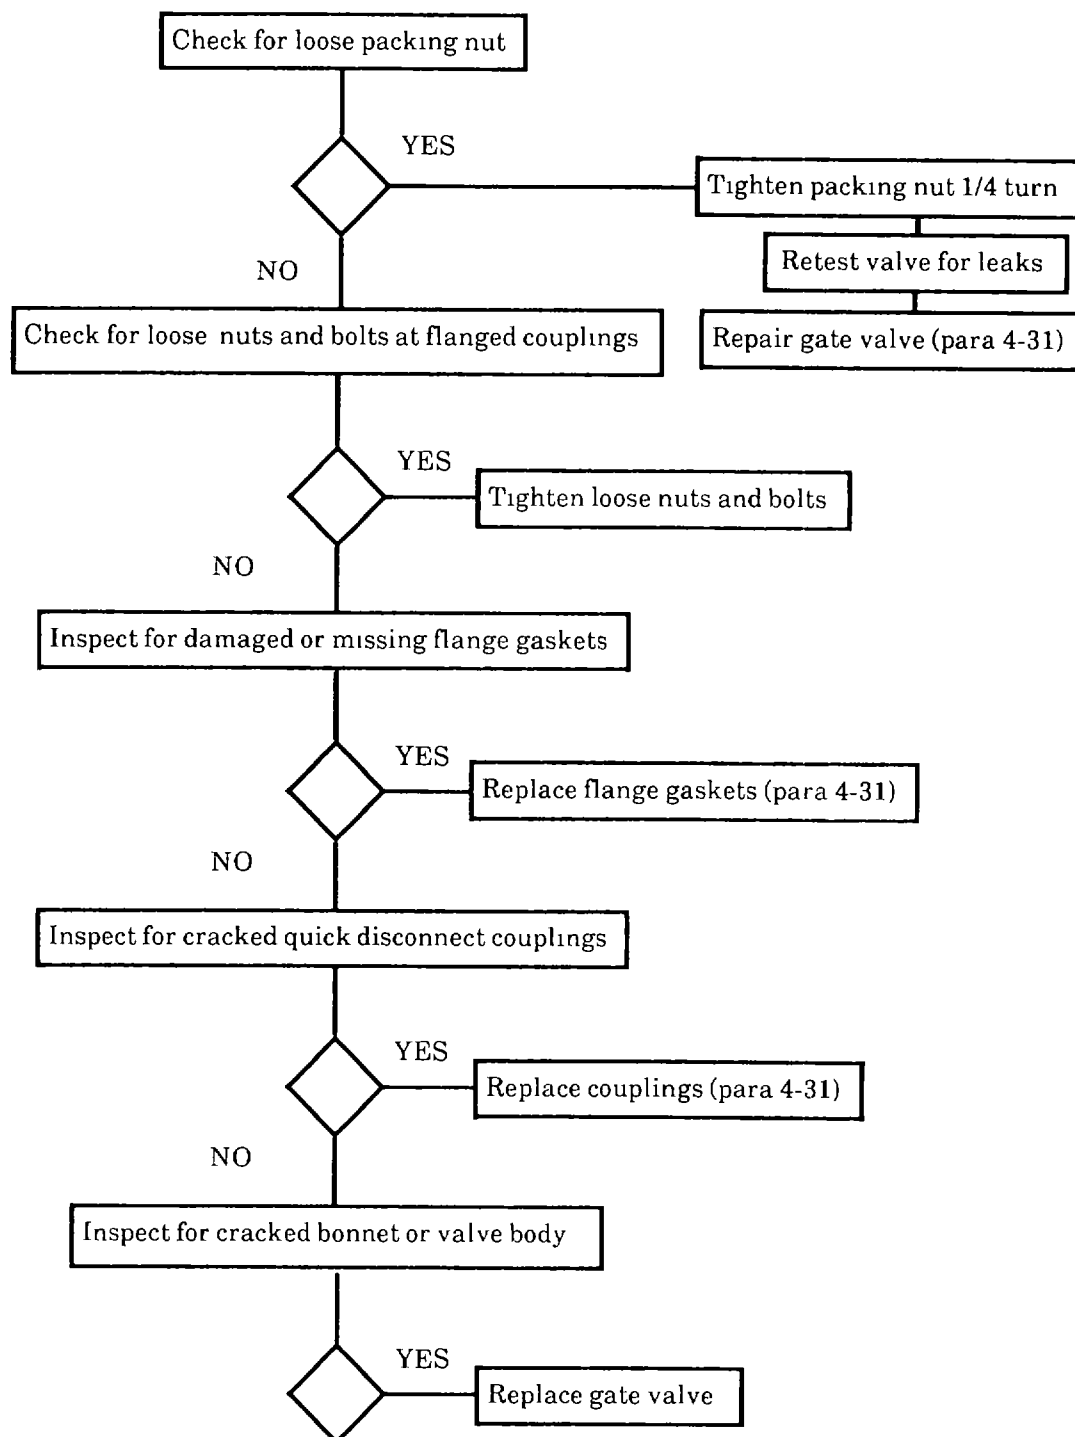 Check for loose packing nut
YES
Tighten packing nut 1/4 turn
Retest valve for leaks
NO
Check for loose nuts and bolts at flanged couplings
Repair gate valve (para 4-31)
YES
Tighten loose nuts and bolts
NO
Inspect for damaged or missing flange gaskets
YES
Replace flange gaskets (para 4-31)
NO
Inspect for cracked quick disconnect couplings
YES
Replace couplings (para 4-31)
NO
Inspect for cracked bonnet or valve body
YES
Replace gate valve